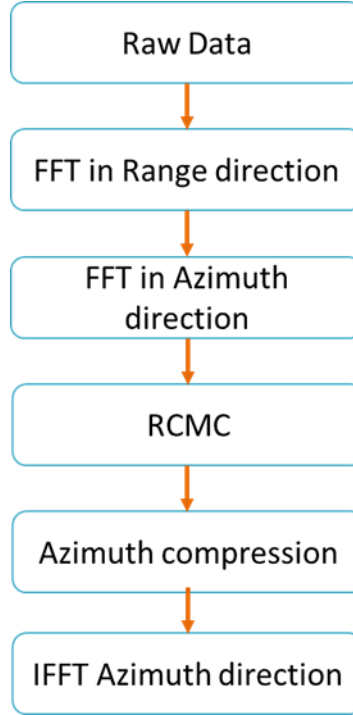 Raw Data
FFT in Range direction
FFT in Azimuth
direction
RCMC
Azimuth compression
IFFT Azimuth direction